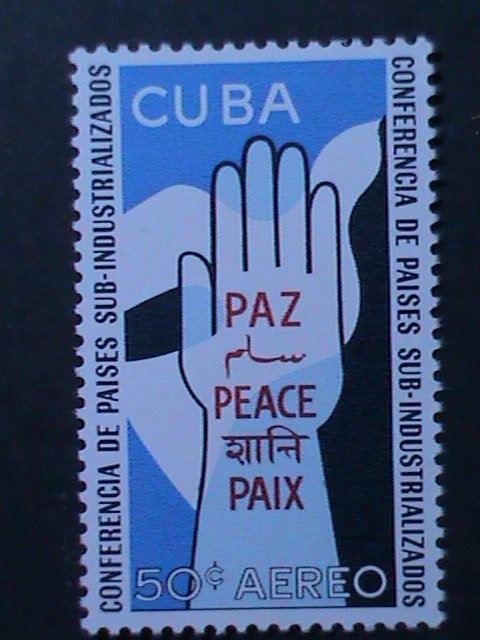 CUBA
CONFERENCIA DE PAISES SUB-INDUSTRIALIZADOS
CONFERENCIA DE PAISES SUB-INDUSTRIALIZADOS
PAZ
سلام
PEACE
शान्ति
PAIX
50¢ AEREO